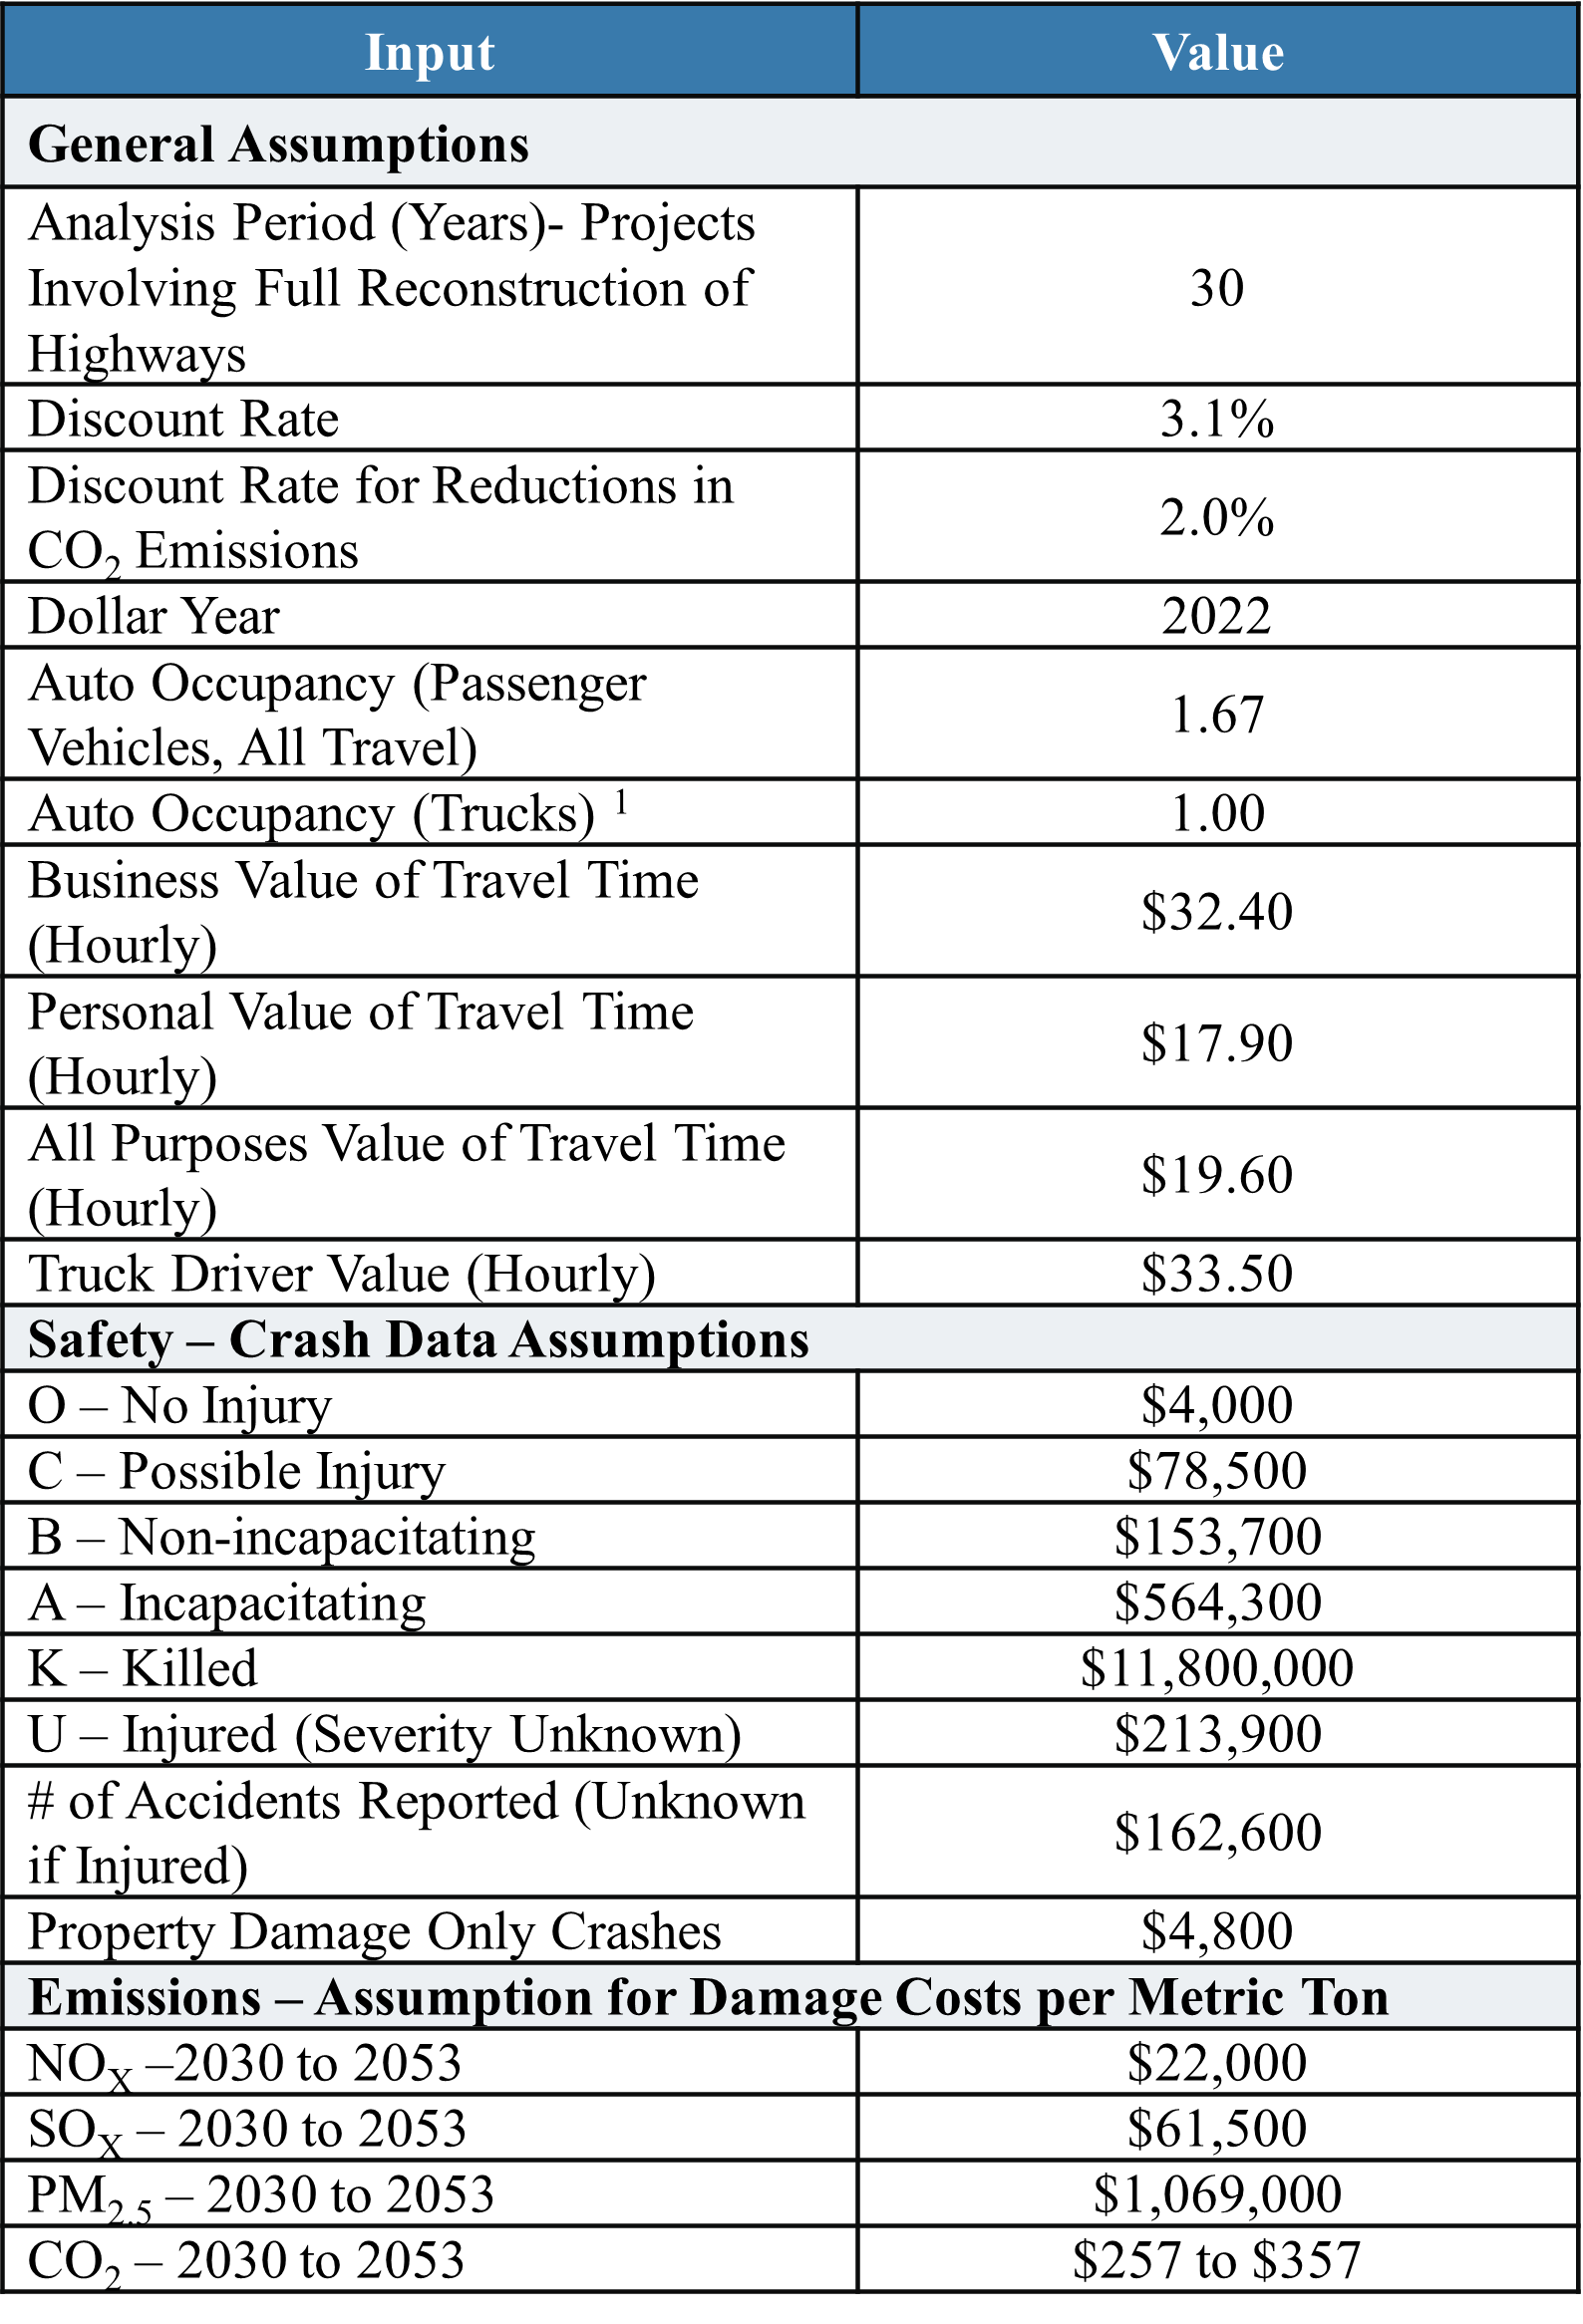 Input Value
General Assumptions
Analysis Period (Years)- Projects
Involving Full Reconstruction of
Highways
30
Discount Rate 3.1%
Discount Rate for Reductions in
CO₂ Emissions
2.0%
Dollar Year 2022
Auto Occupancy (Passenger
Vehicles, All Travel)
1.67
Auto Occupancy (Trucks) ¹ 1.00
Business Value of Travel Time
(Hourly)
$32.40
Personal Value of Travel Time
(Hourly)
$17.90
All Purposes Value of Travel Time
(Hourly)
$19.60
Truck Driver Value (Hourly) $33.50
Safety – Crash Data Assumptions
O – No Injury $4,000
C – Possible Injury $78,500
B – Non-incapacitating $153,700
A – Incapacitating $564,300
K – Killed $11,800,000
U – Injured (Severity Unknown) $213,900
# of Accidents Reported (Unknown
if Injured)
$162,600
Property Damage Only Crashes $4,800
Emissions – Assumption for Damage Costs per Metric Ton
NOX –2030 to 2053 $22,000
SOX – 2030 to 2053 $61,500
PM2.5 – 2030 to 2053 $1,069,000
CO₂ – 2030 to 2053 $257 to $357